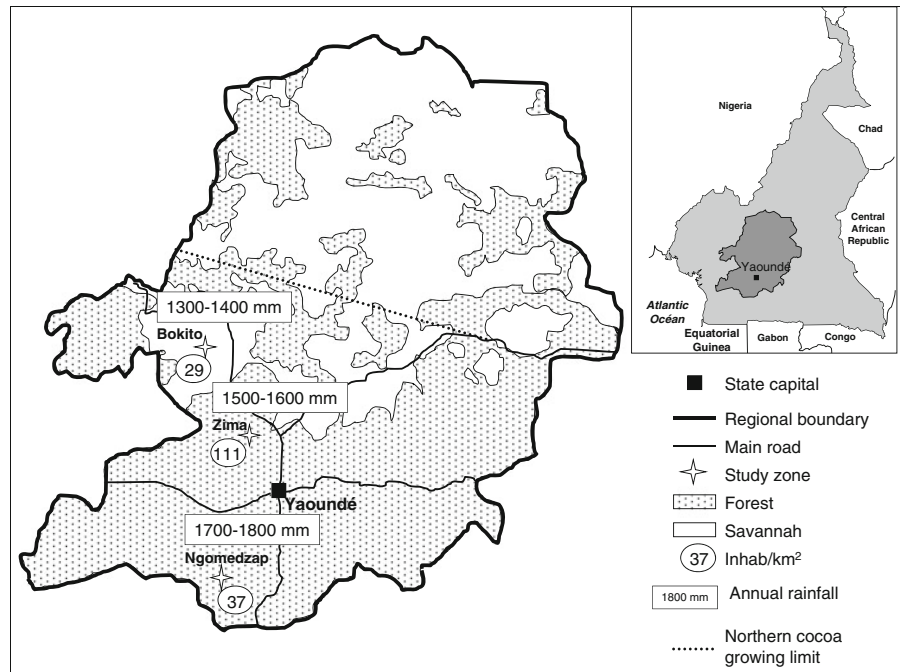 1300-1400 mm
Bokito
29
1500-1600 mm
Zima
111
Yaoundé
1700-1800 mm
Ngomedzap
37
Nigeria
Chad
Central
African
Republic
Yaoundé
Atlantic
Océan
Equatorial
Guinea
Gabon
Congo
State capital
Regional boundary
Main road
Study zone
Forest
Savannah
37 Inhab/km²
1800 mm Annual rainfall
Northern cocoa
growing limit